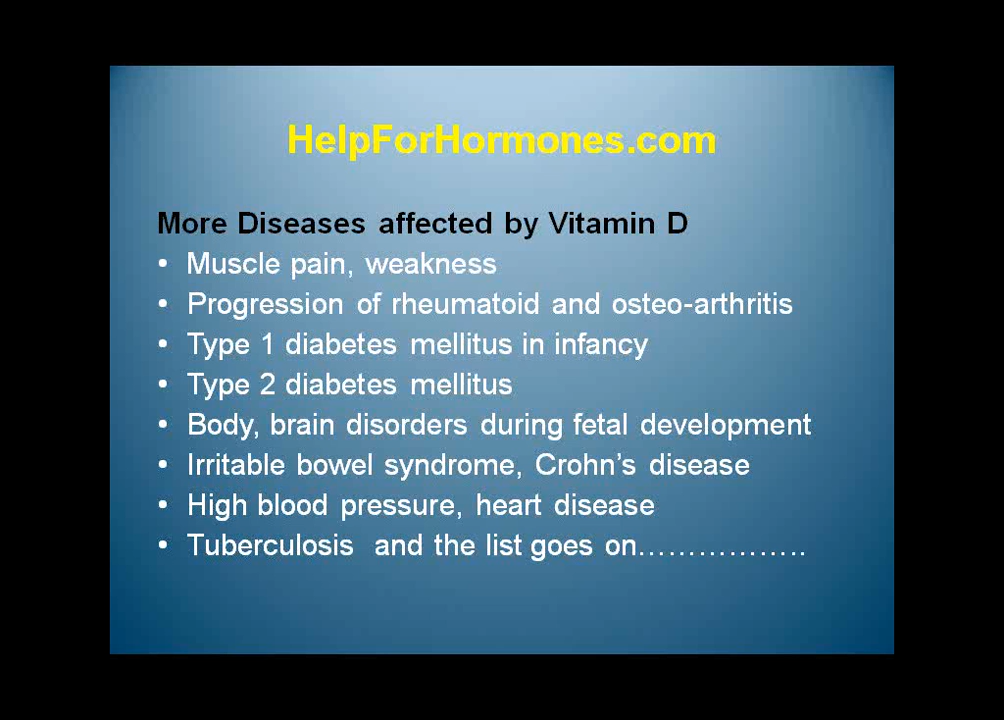 HelpForHormones.com
More Diseases affected by Vitamin D
• Muscle pain, weakness
• Progression of rheumatoid and osteo-arthritis
• Type 1 diabetes mellitus in infancy
• Type 2 diabetes mellitus
• Body, brain disorders during fetal development
• Irritable bowel syndrome, Crohn's disease
• High blood pressure, heart disease
• Tuberculosis and the list goes on……………..